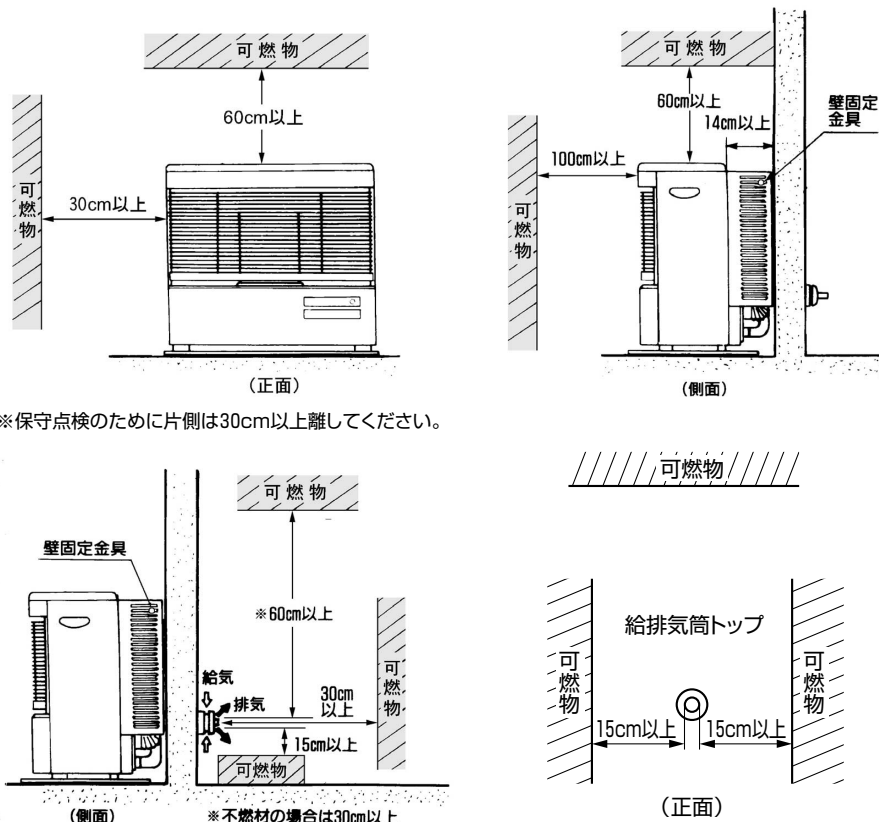 可燃物
60cm以上
可燃物
30cm以上
(正面)
可燃物
60cm以上
14cm以上
壁固定
金具
100cm以上
可燃物
(側面)
※保守点検のために片側は30cm以上離してください。
可燃物
壁固定金具
※60cm以上
給気
排気
30cm
以上
可燃物
15cm以上
可燃物
(側面)
※不燃材の場合は30cm以上
可燃物
給排気筒トップ
可燃物
可燃物
15cm以上
15cm以上
(正面)